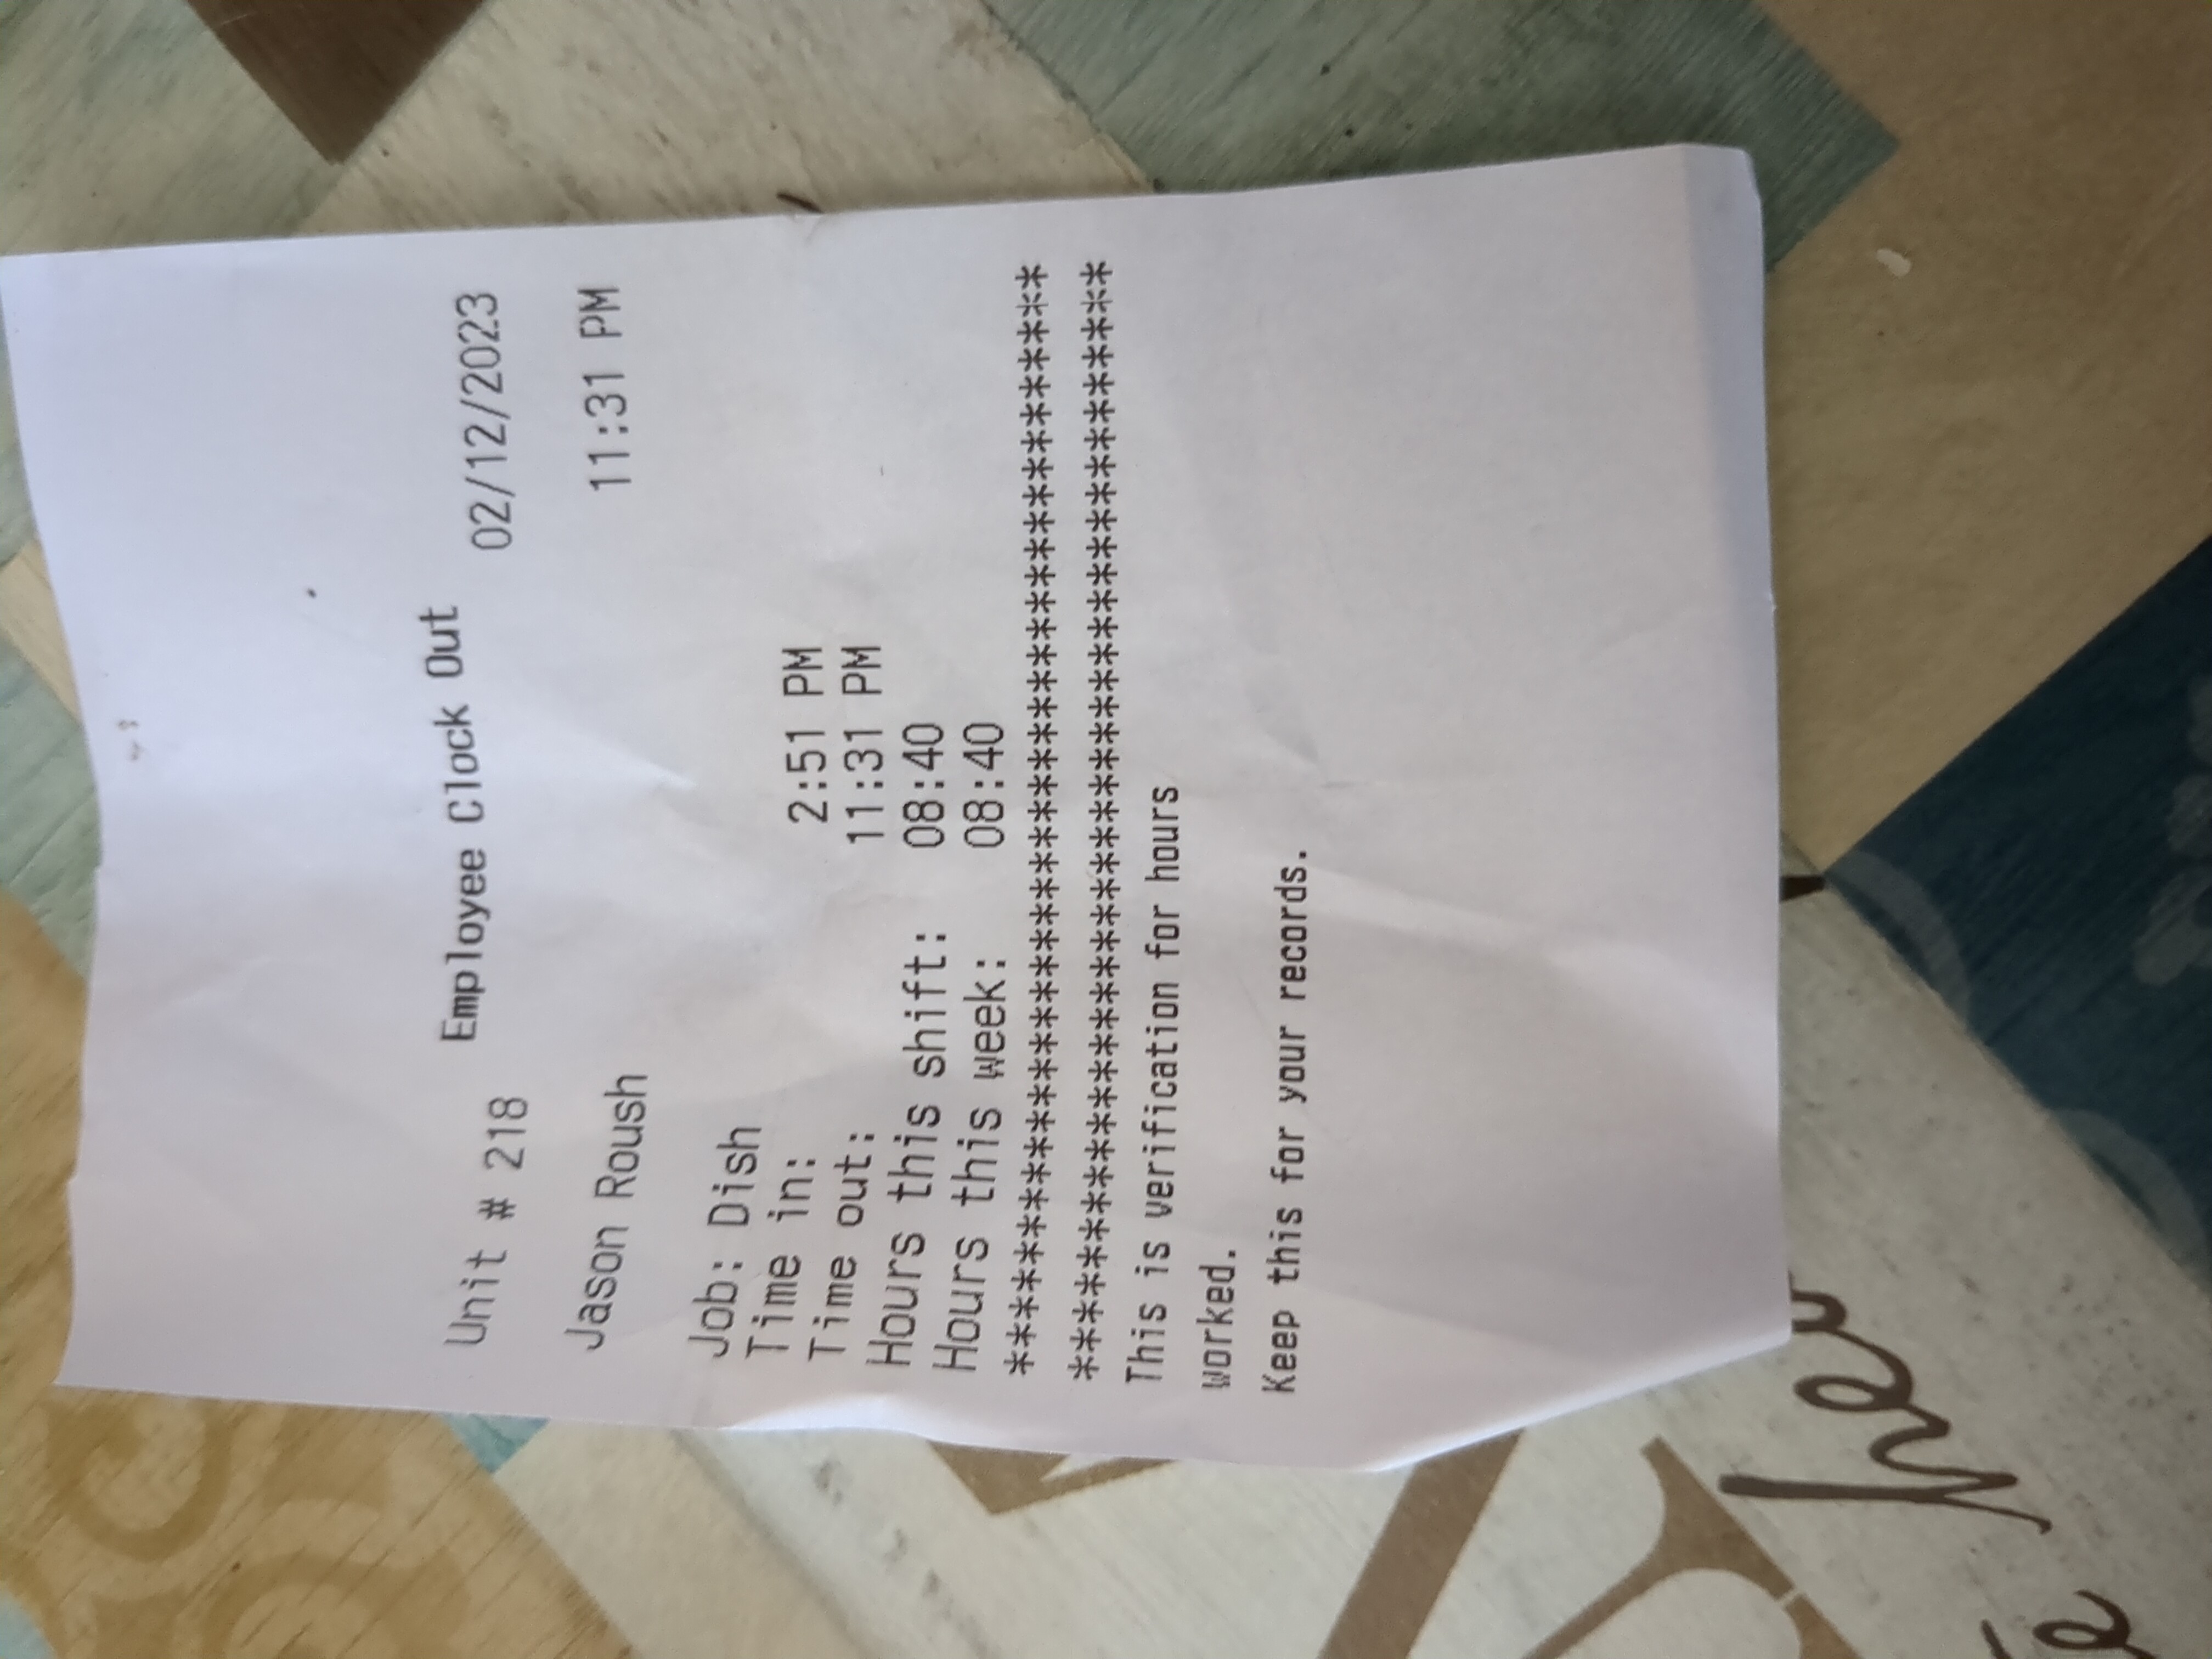 Employee Clock Out
Unit # 218 02/12/2023
Jason Roush 11:31 PM
Job: Dish
Time in: 2:51 PM
Time out: 11:31 PM
Hours this shift: 08:40
Hours this week: 08:40
******************************************
******************************************
This is verification for hours
worked.
Keep this for your records.